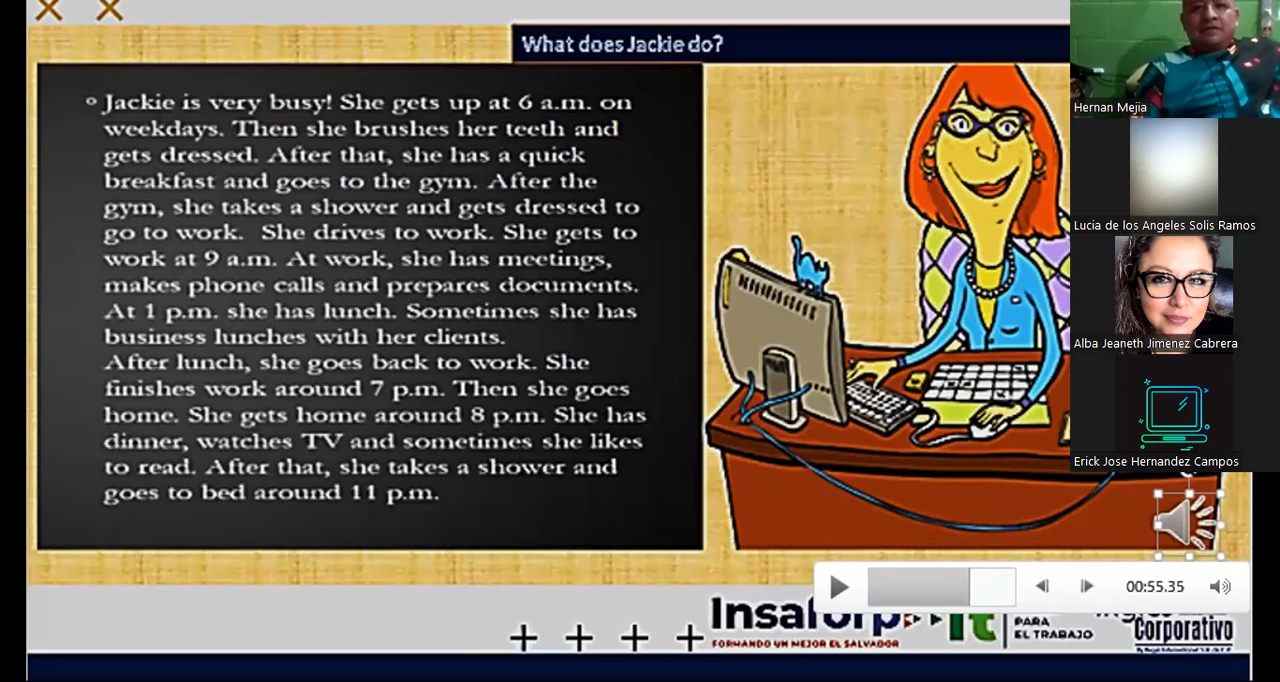 What does Jackie do?
Jackie is very busy! She gets up at 6 a.m. on
weekdays. Then she brushes her teeth and
gets dressed. After that, she has a quick
breakfast and goes to the gym. After the
gym, she takes a shower and gets dressed to
go to work. She drives to work. She gets to
work at 9 a.m. At work, she has meetings,
makes phone calls and prepares documents.
At 1 p.m. she has lunch. Sometimes she has
business lunches with her clients.
After lunch, she goes back to work. She
finishes work around 7 p.m. Then she goes
home. She gets home around 8 p.m. She has
dinner, watches TV and sometimes she likes
to read. After that, she takes a shower and
goes to bed around 11 p.m.
Hernan Mejia
Lucia de los Angeles Solis Ramos
Alba Jeaneth Jimenez Cabrera
Erick Jose Hernandez Campos
00:55.35
Insaforp
FORMANDO UN MEJOR EL SALVADOR
PARA
EL TRABAJO
Corporativo